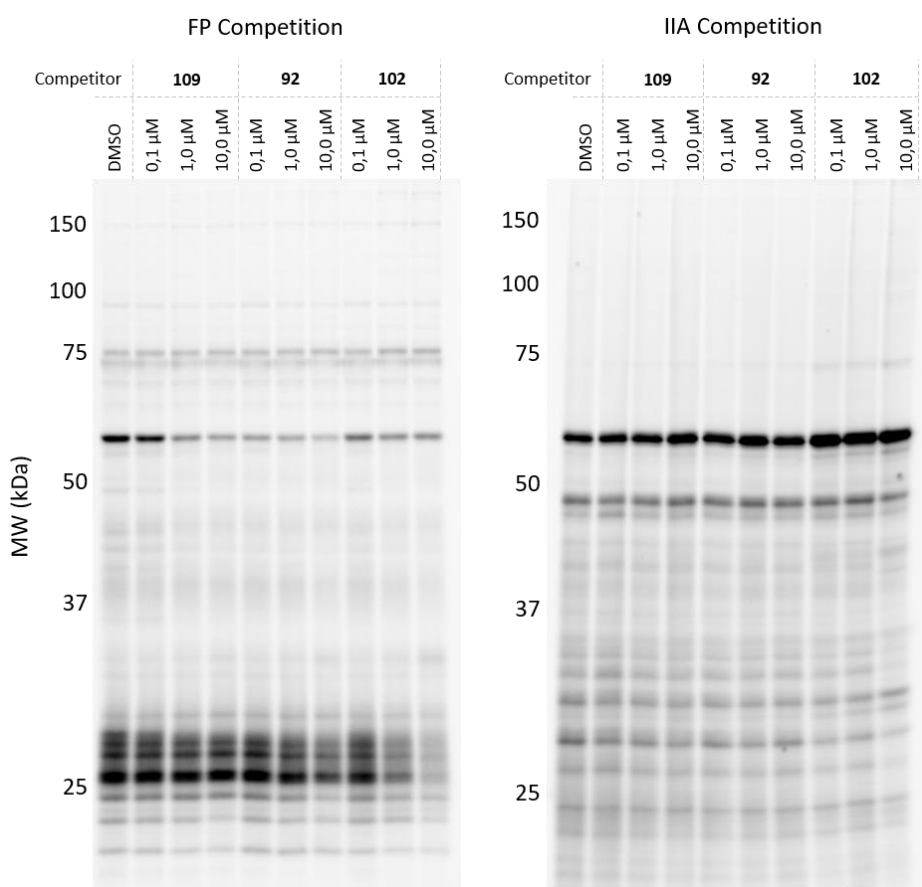 FP Competition
IIA Competition
Competitor 109 92 102
Competitor 109 92 102
DMSO 0,1 µM 1,0 µM 10,0 µM 0,1 µM 1,0 µM 10,0 µM 0,1 µM 1,0 µM 10,0 µM
DMSO 0,1 µM 1,0 µM 10,0 µM 0,1 µM 1,0 µM 10,0 µM 0,1 µM 1,0 µM 10,0 µM
MW (kDa)
150
100
75
50
37
25
150
100
75
50
37
25